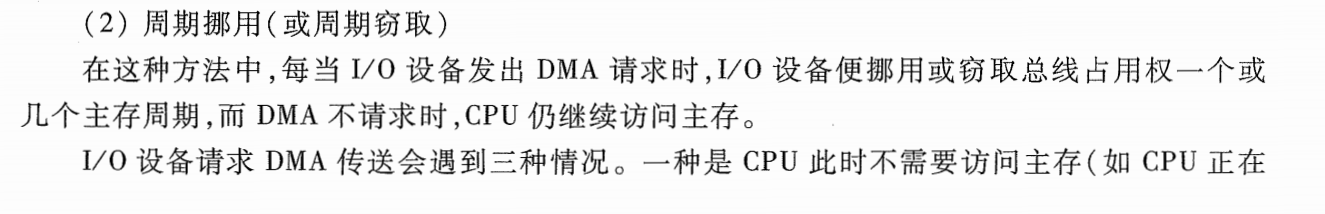 (2) 周期挪用(或周期窃取)
在这种方法中,每当 I/O 设备发出 DMA 请求时,I/O 设备便挪用或窃取总线占用权一个或
几个主存周期,而 DMA 不请求时,CPU 仍继续访问主存。
I/O 设备请求 DMA 传送会遇到三种情况。一种是 CPU 此时不需要访问主存(如 CPU 正在